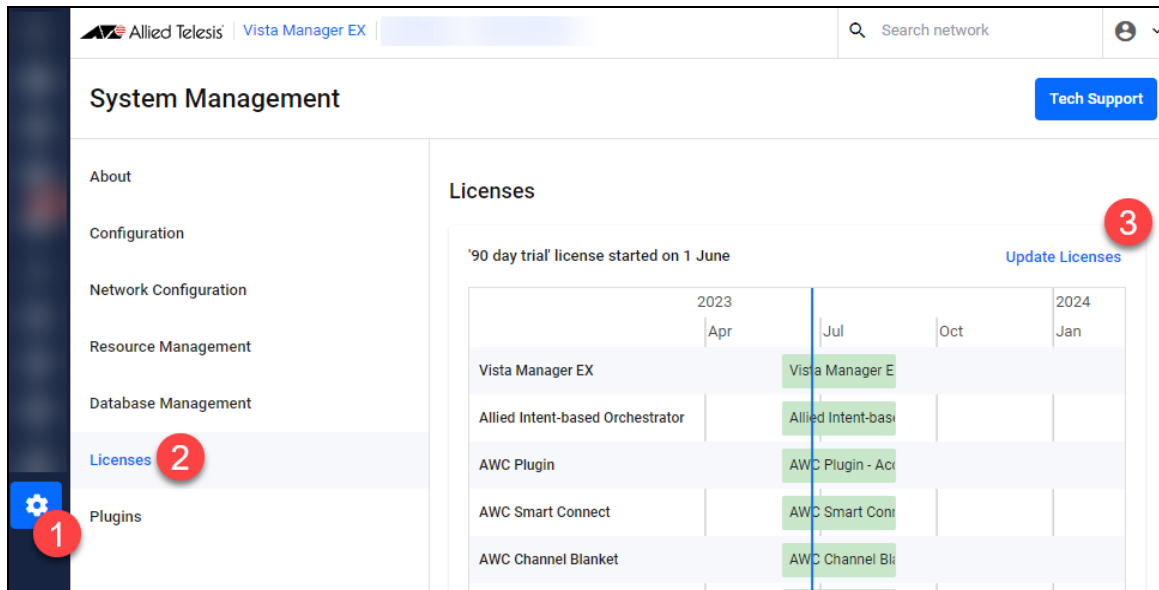 Allied Telesis Vista Manager EX Search network
System Management Tech Support
About
Configuration
Network Configuration
Resource Management
Database Management
Licenses 2
1
Plugins
Licenses
3
'90 day trial' license started on 1 June Update Licenses
2023 2024
Apr Jul Oct Jan
Vista Manager EX Vista Manager E
Allied Intent-based Orchestrator Allied Intent-base
AWC Plugin AWC Plugin - Acc
AWC Smart Connect AWC Smart Conn
AWC Channel Blanket AWC Channel Bla